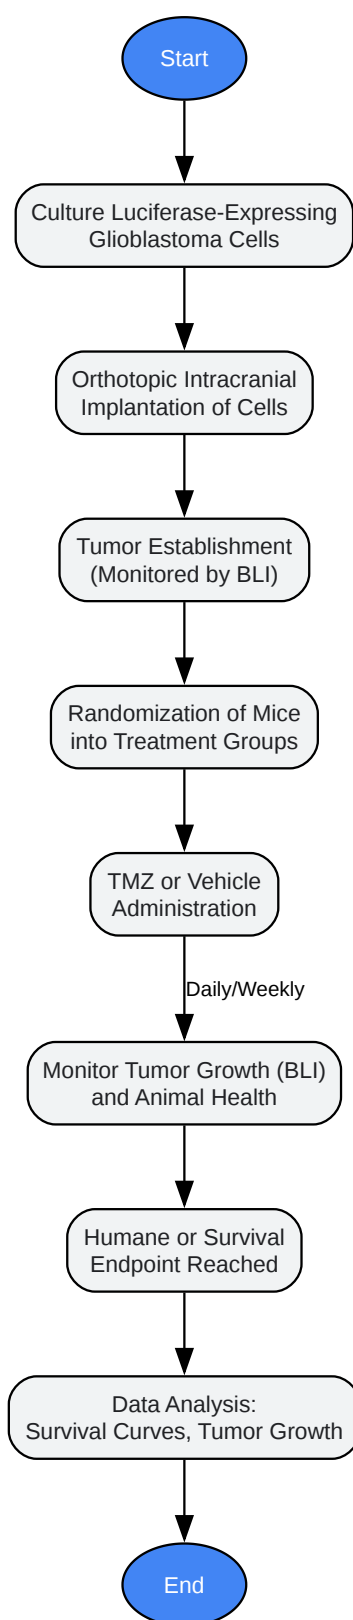 Start
Culture Luciferase-Expressing
Glioblastoma Cells
Orthotopic Intracranial
Implantation of Cells
Tumor Establishment
(Monitored by BLI)
Randomization of Mice
into Treatment Groups
TMZ or Vehicle
Administration
Daily/Weekly
Monitor Tumor Growth (BLI)
and Animal Health
Humane or Survival
Endpoint Reached
Data Analysis:
Survival Curves, Tumor Growth
End